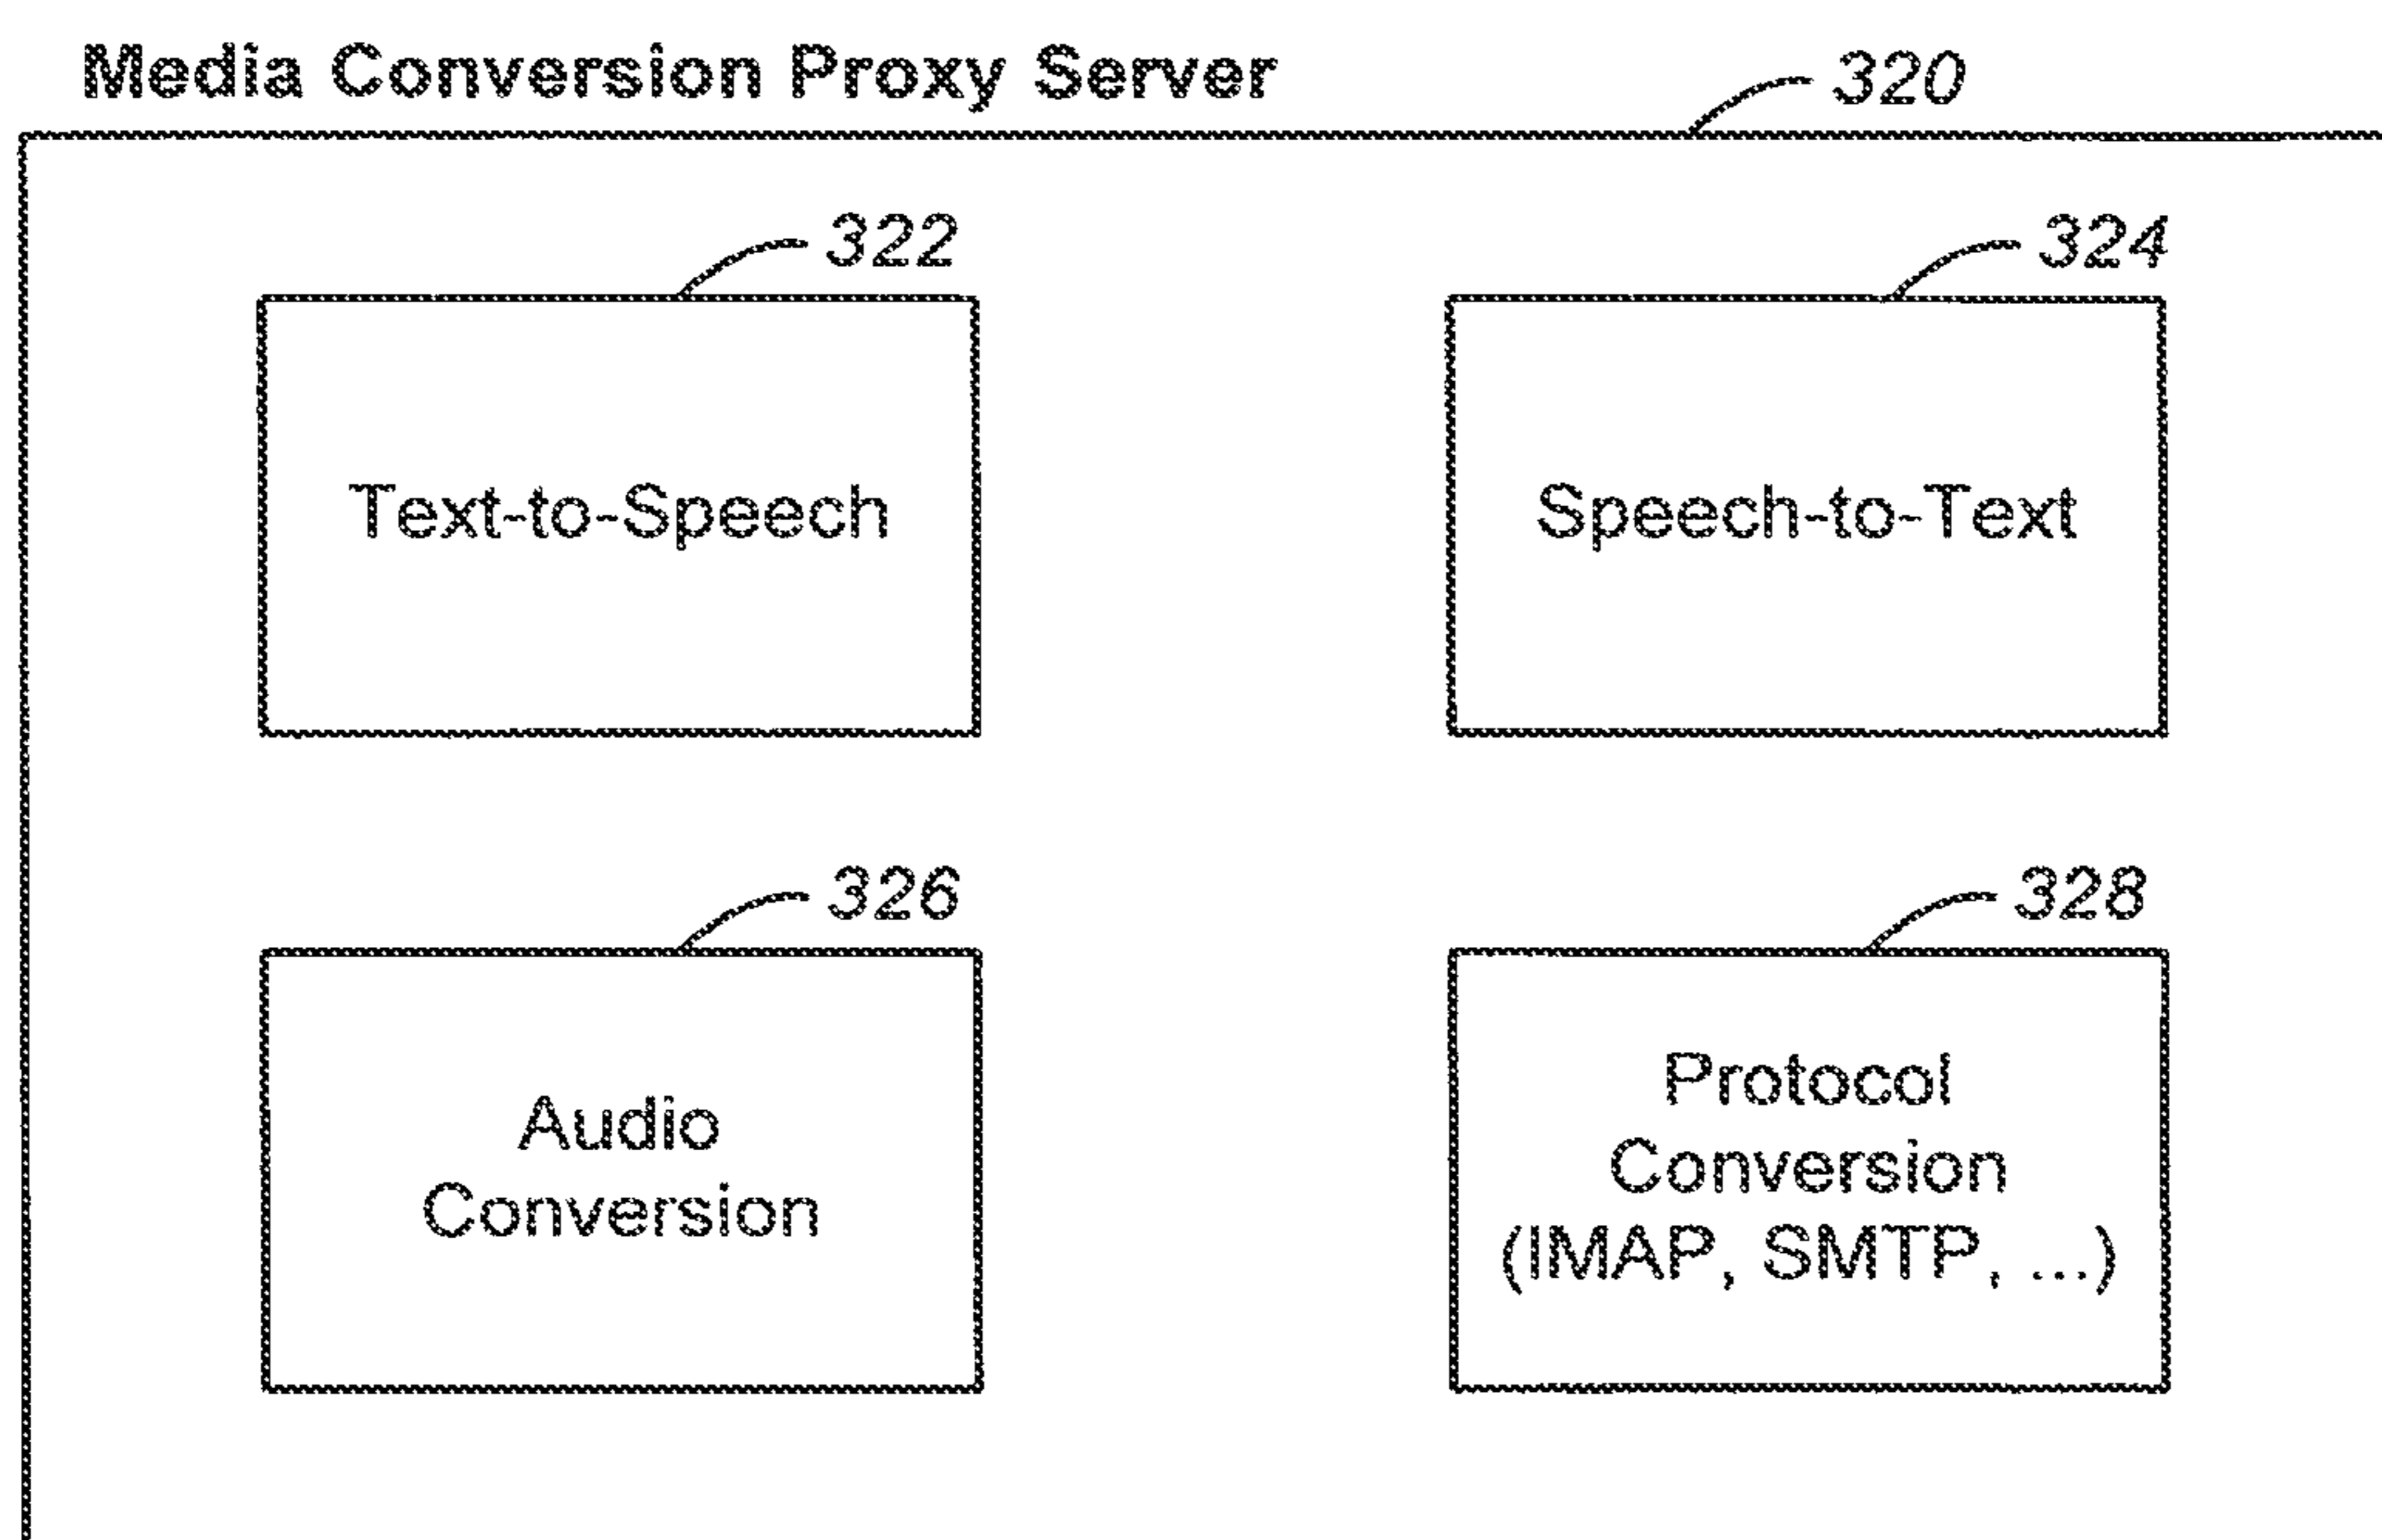 Media Conversion Proxy Server
320
322
324
Text-to-Speech
Speech-to-Text
326
328
Audio
Conversion
Protocol
Conversion
(IMAP, SMTP, ...)